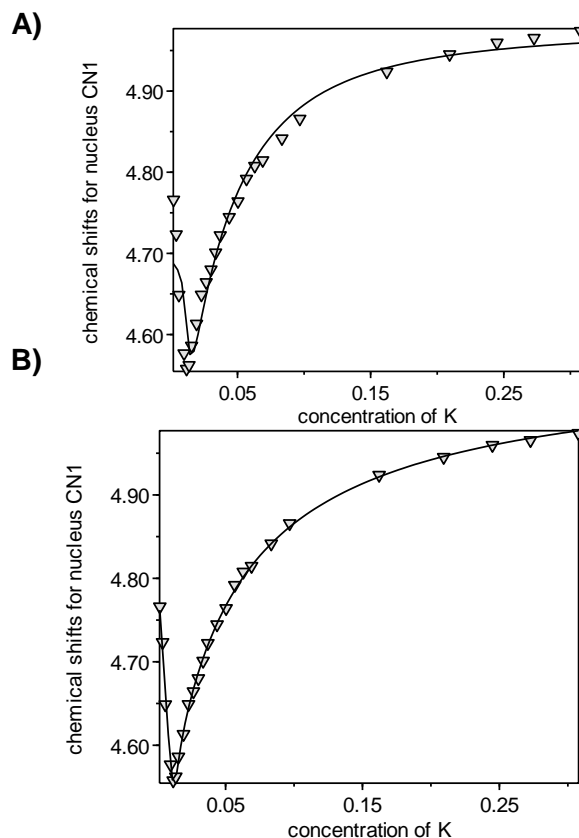 A)
chemical shifts for nucleus CN1
4.90
4.80
4.70
4.60
0.05
0.15
0.25
concentration of K
B)
chemical shifts for nucleus CN1
4.90
4.80
4.70
4.60
0.05
0.15
0.25
concentration of K